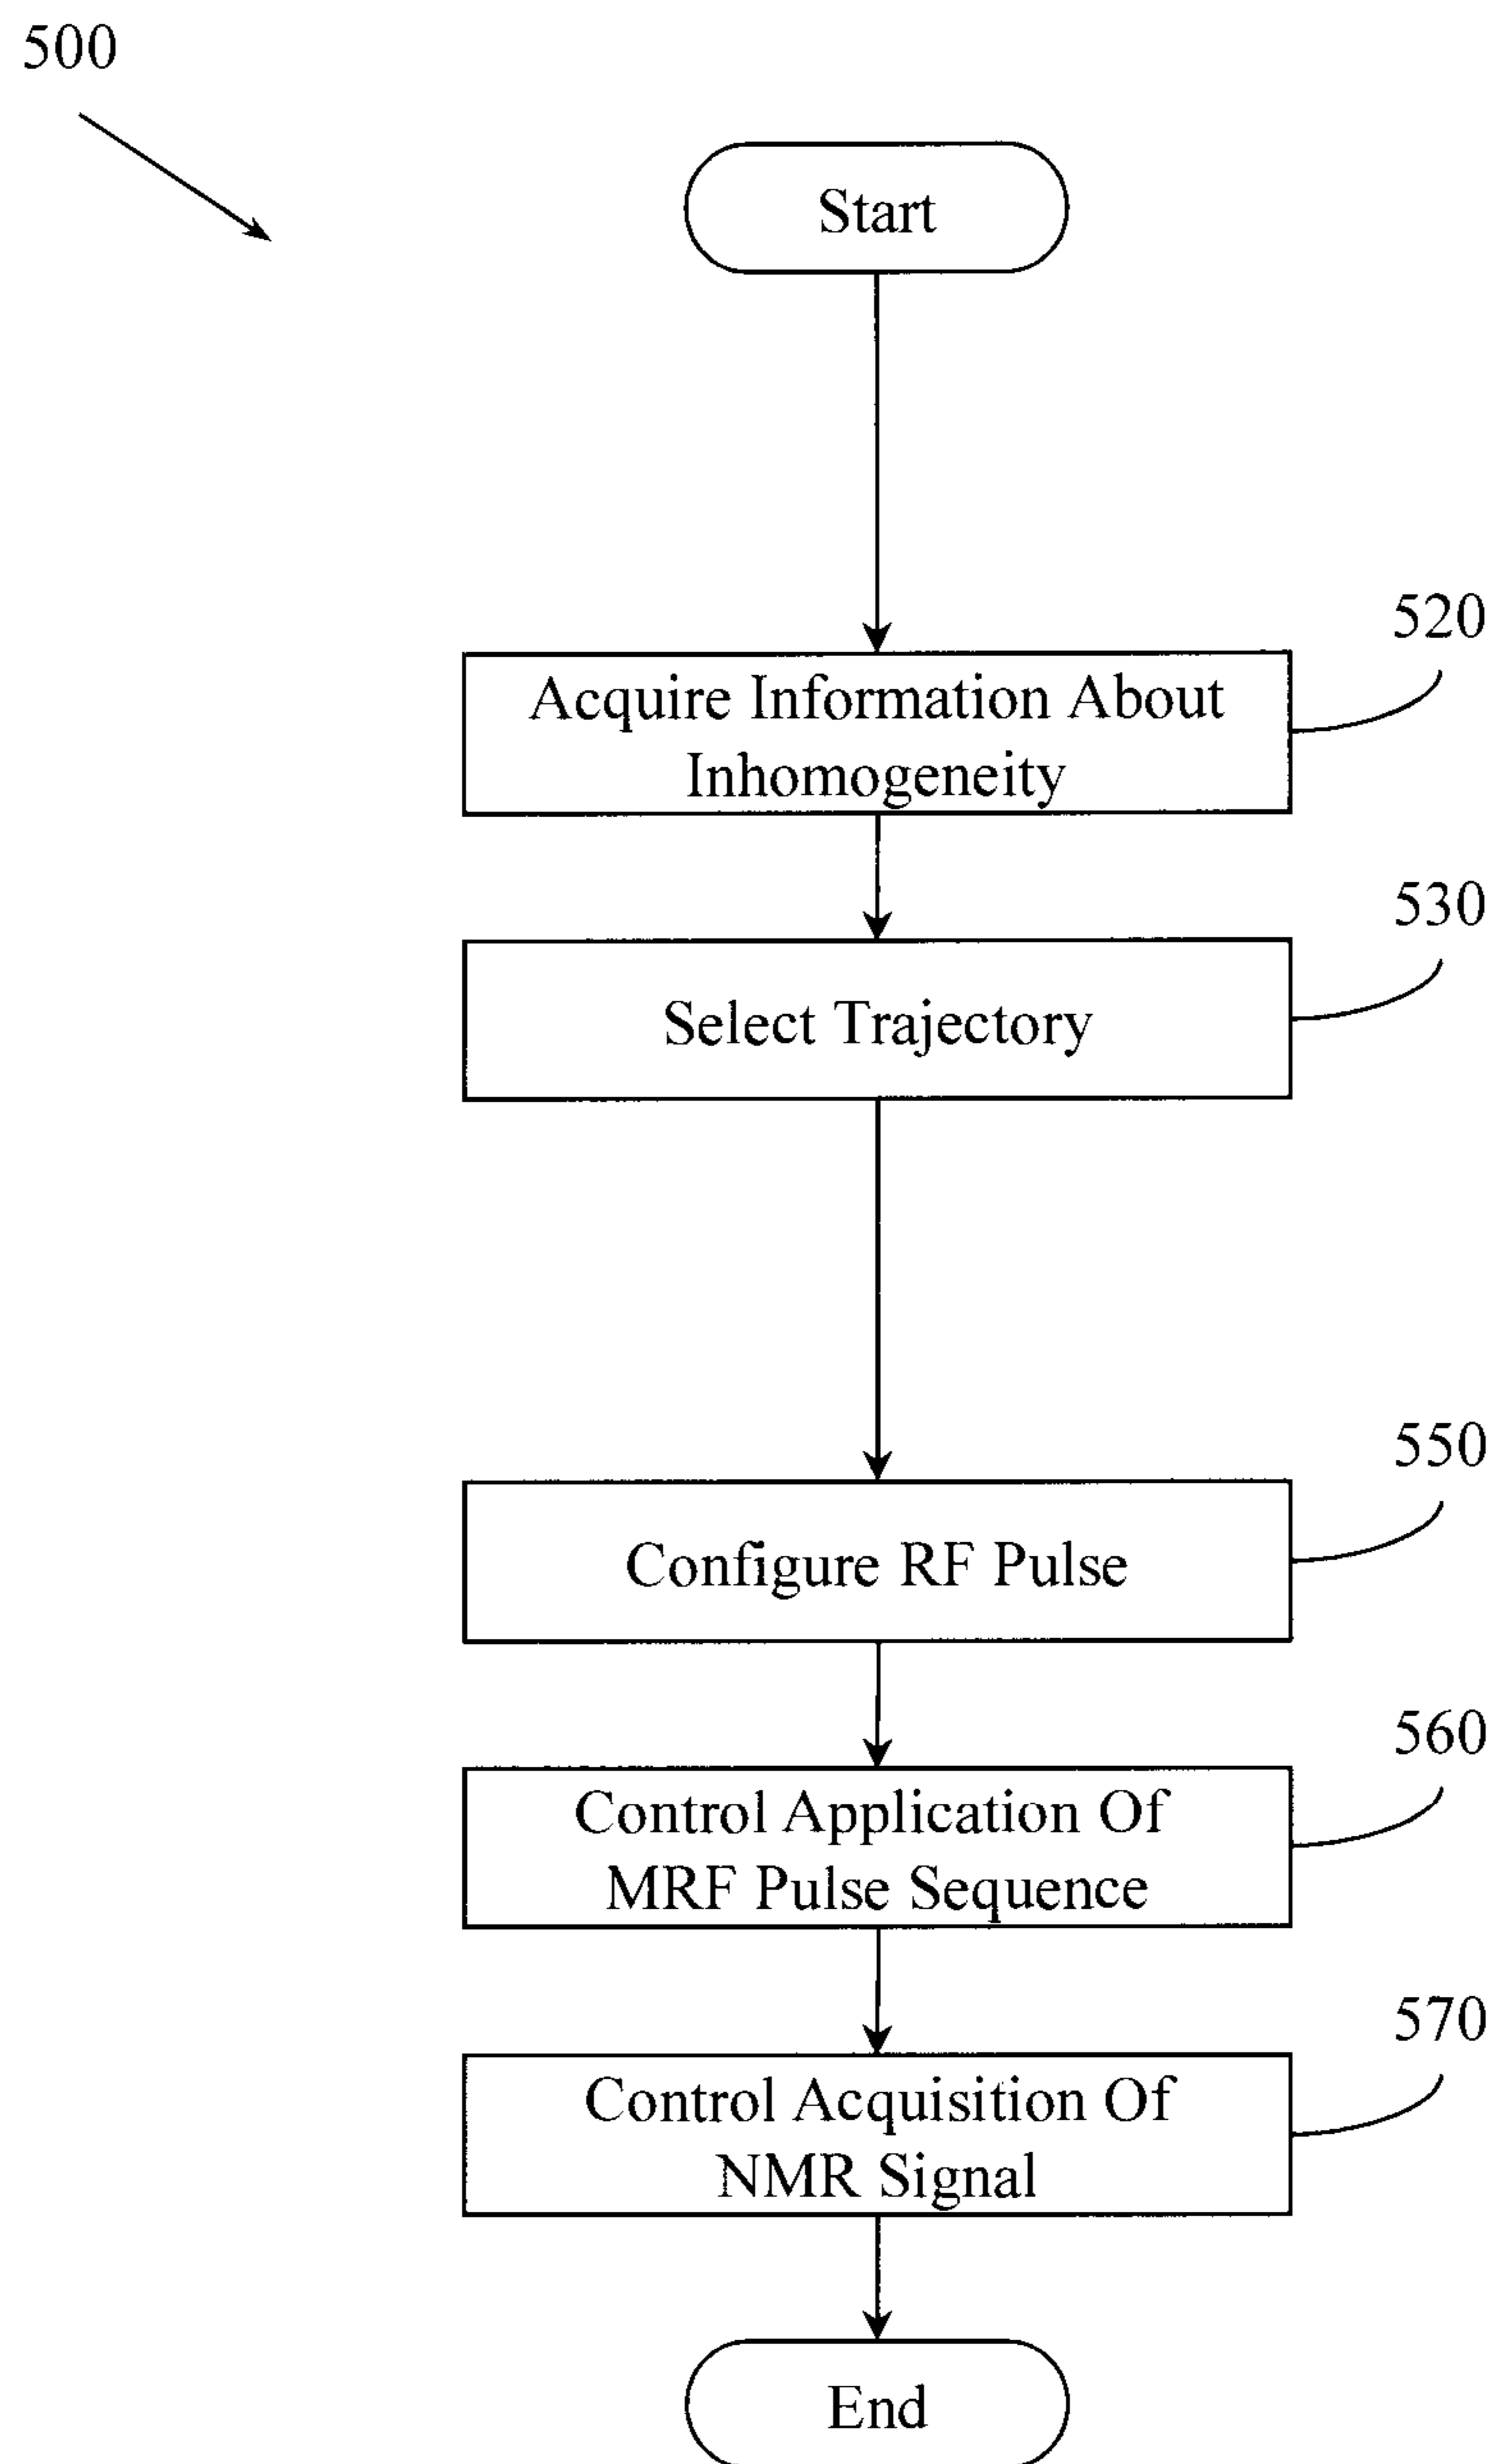 500
Start
520
Acquire Information About
Inhomogeneity
530
Select Trajectory
550
Configure RF Pulse
560
Control Application Of
MRF Pulse Sequence
570
Control Acquisition Of
NMR Signal
End